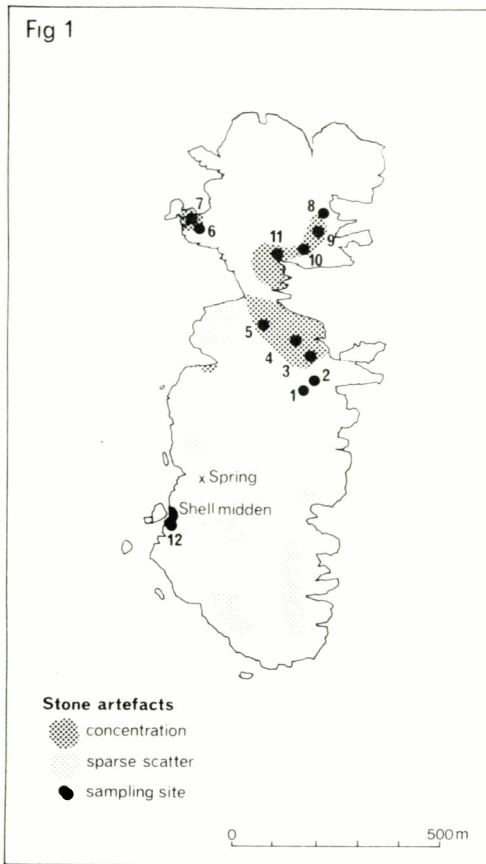 Fig 1
7
6
8
9
10
11
5
4
3
2
1
x Spring
Shell midden
12
Stone artefacts
concentration
sparse scatter
sampling site
0 500 m